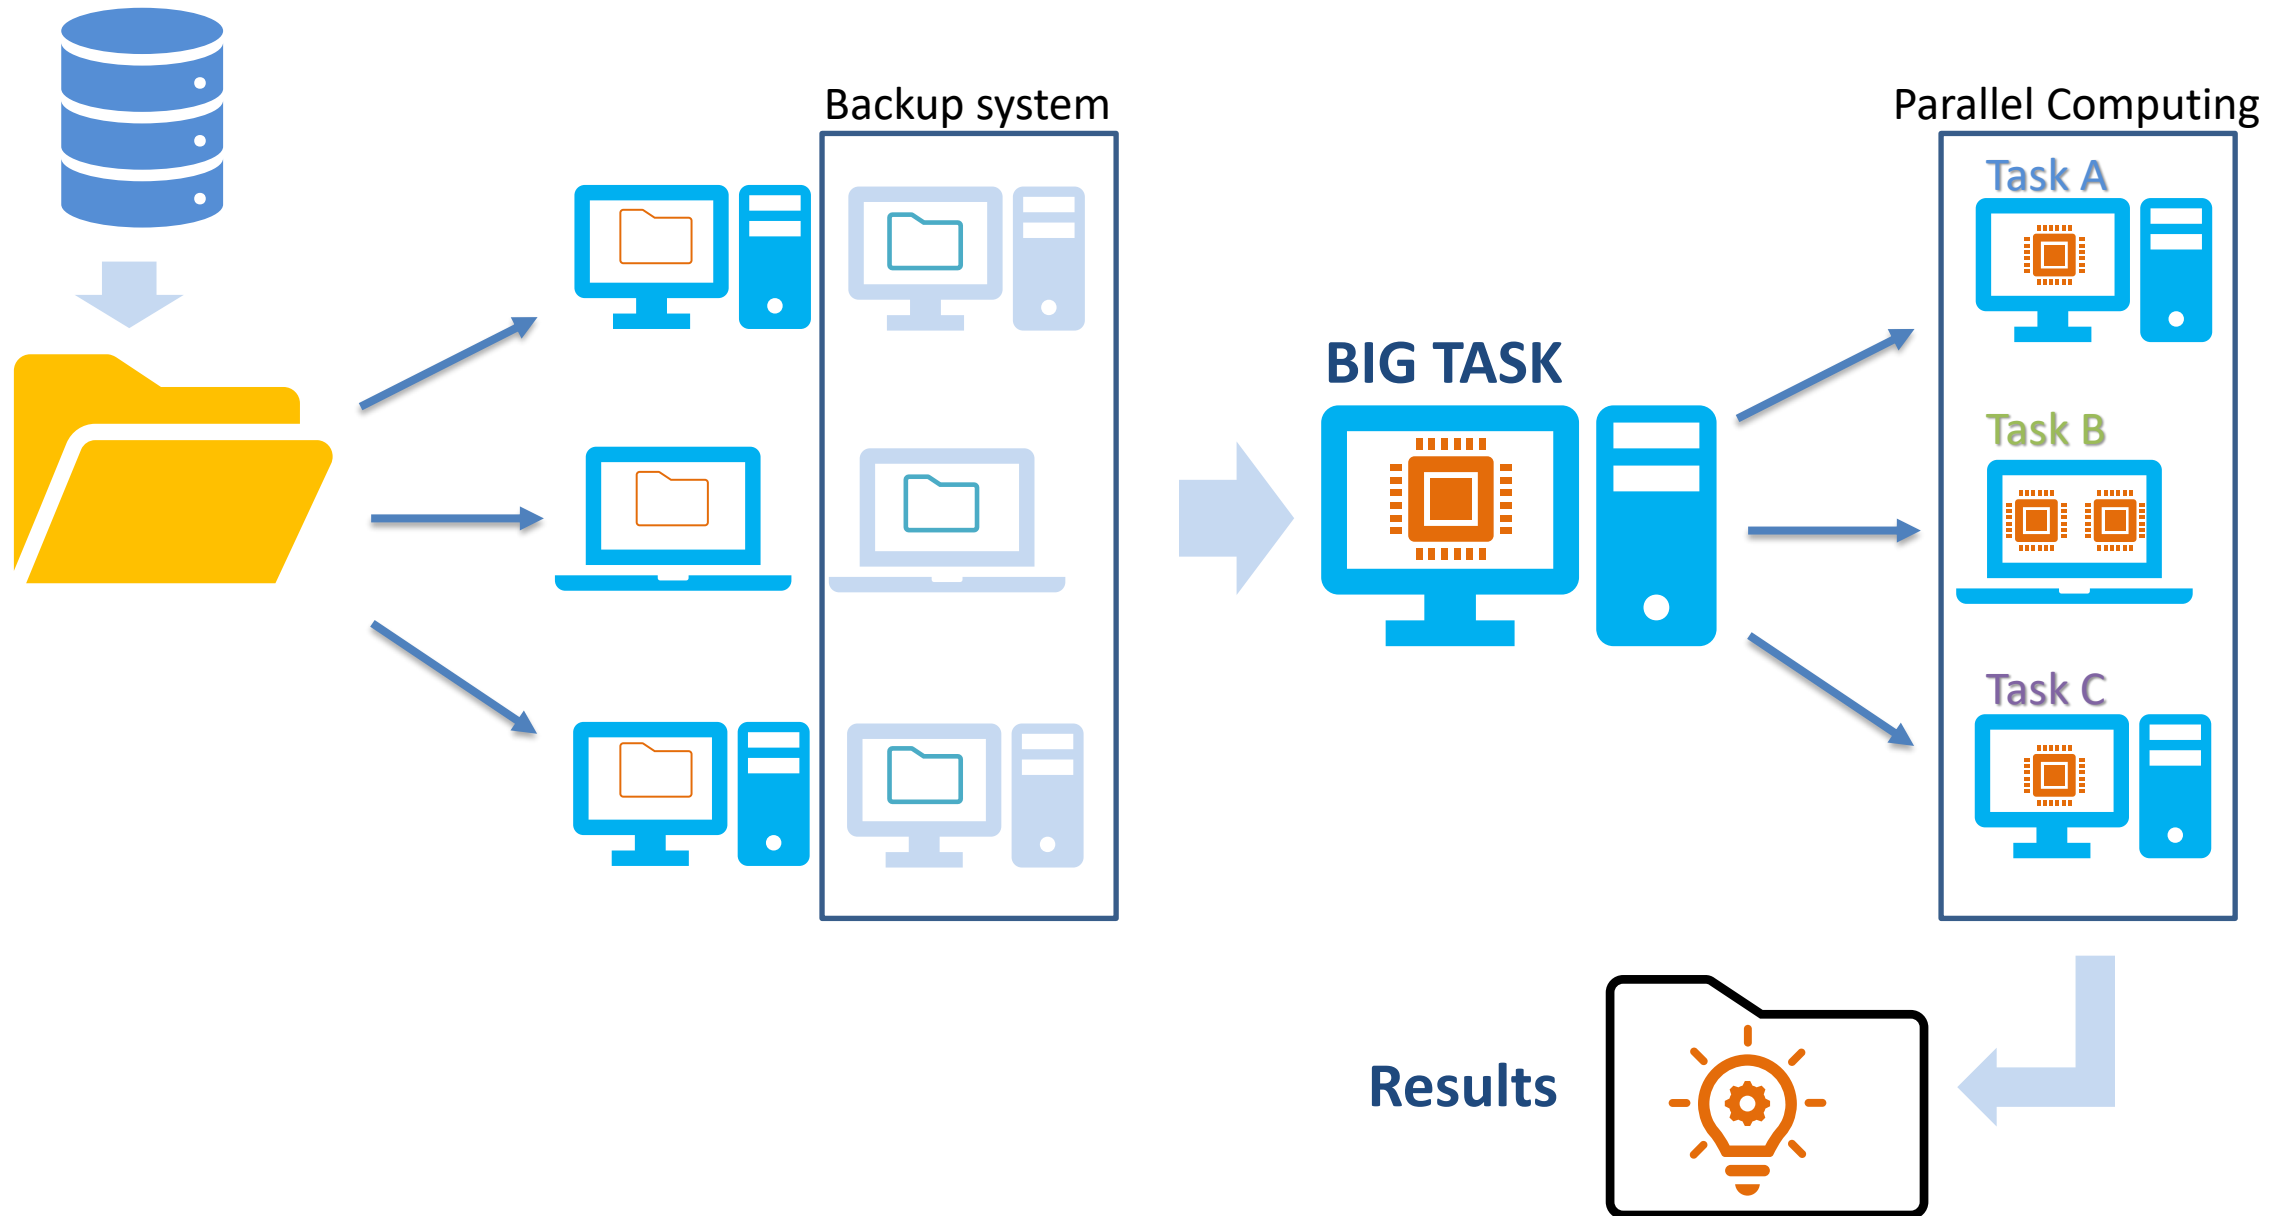 Backup system
Parallel Computing
Task A
BIG TASK
Task B
Task C
Results